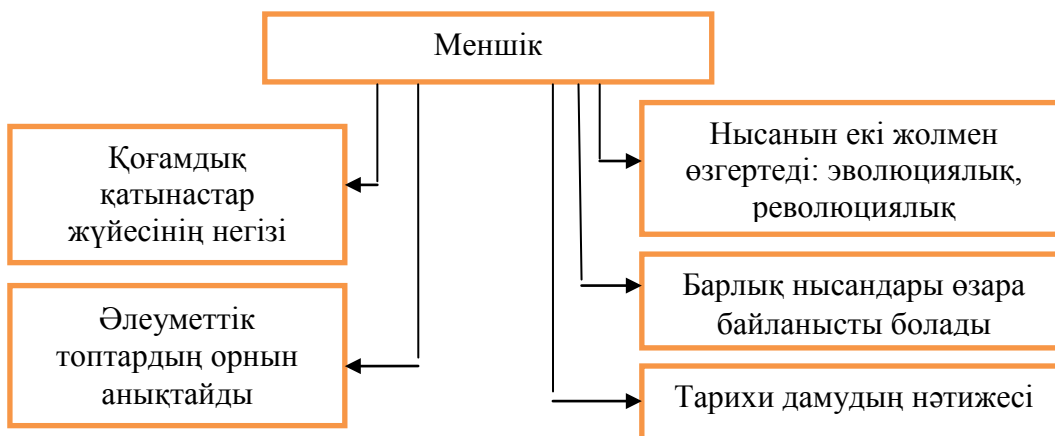 Меншік
Қоғамдық
қатынастар
жүйесінің негізі
Әлеуметтік
топтардың орнын
анықтайды
Нысанын екі жолмен
өзгертеді: эволюциялық,
революциялық
Барлық нысандары өзара
байланысты болады
Тарихи дамудың нәтижесі